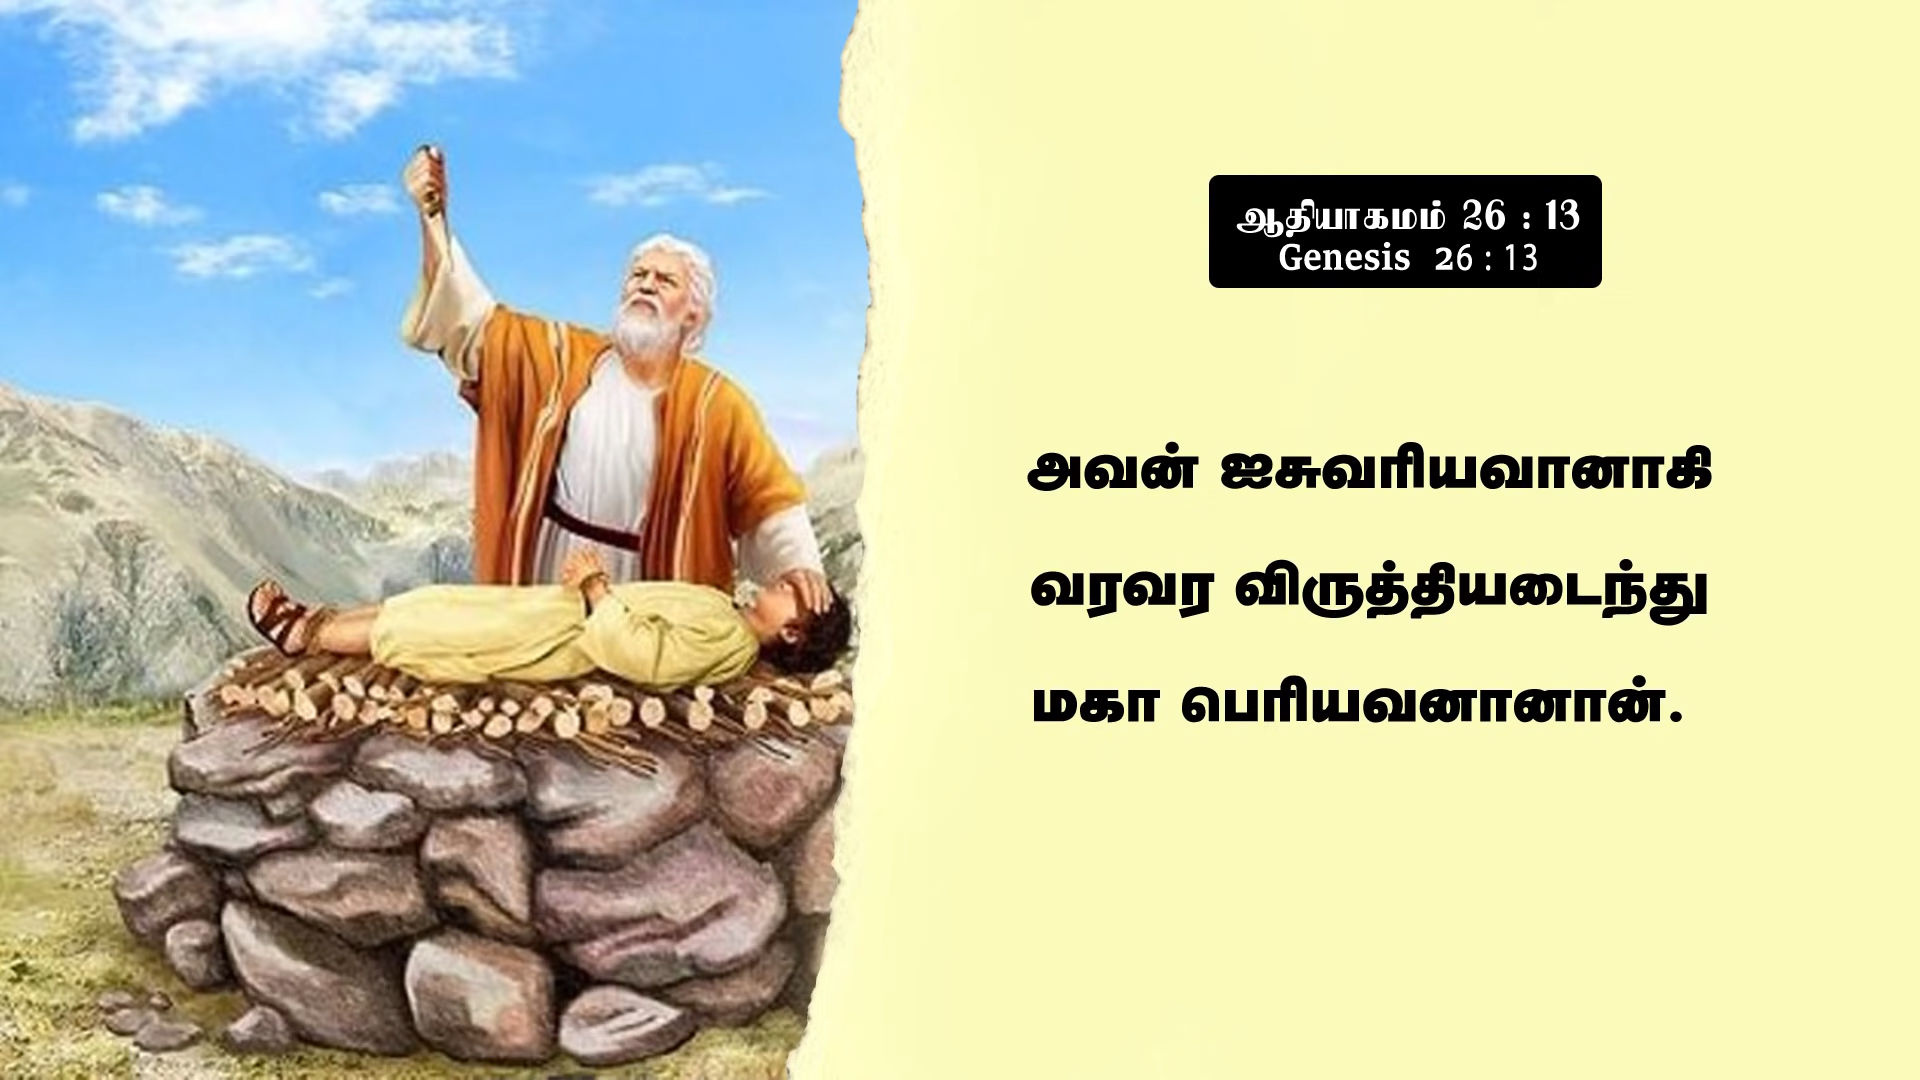 ஆதியாகமம் 26 : 13
Genesis 26 : 13
அவன் ஐசுவரியவானாகி
வரவர விருத்தியடைந்து
மகா பெரியவனானான்.